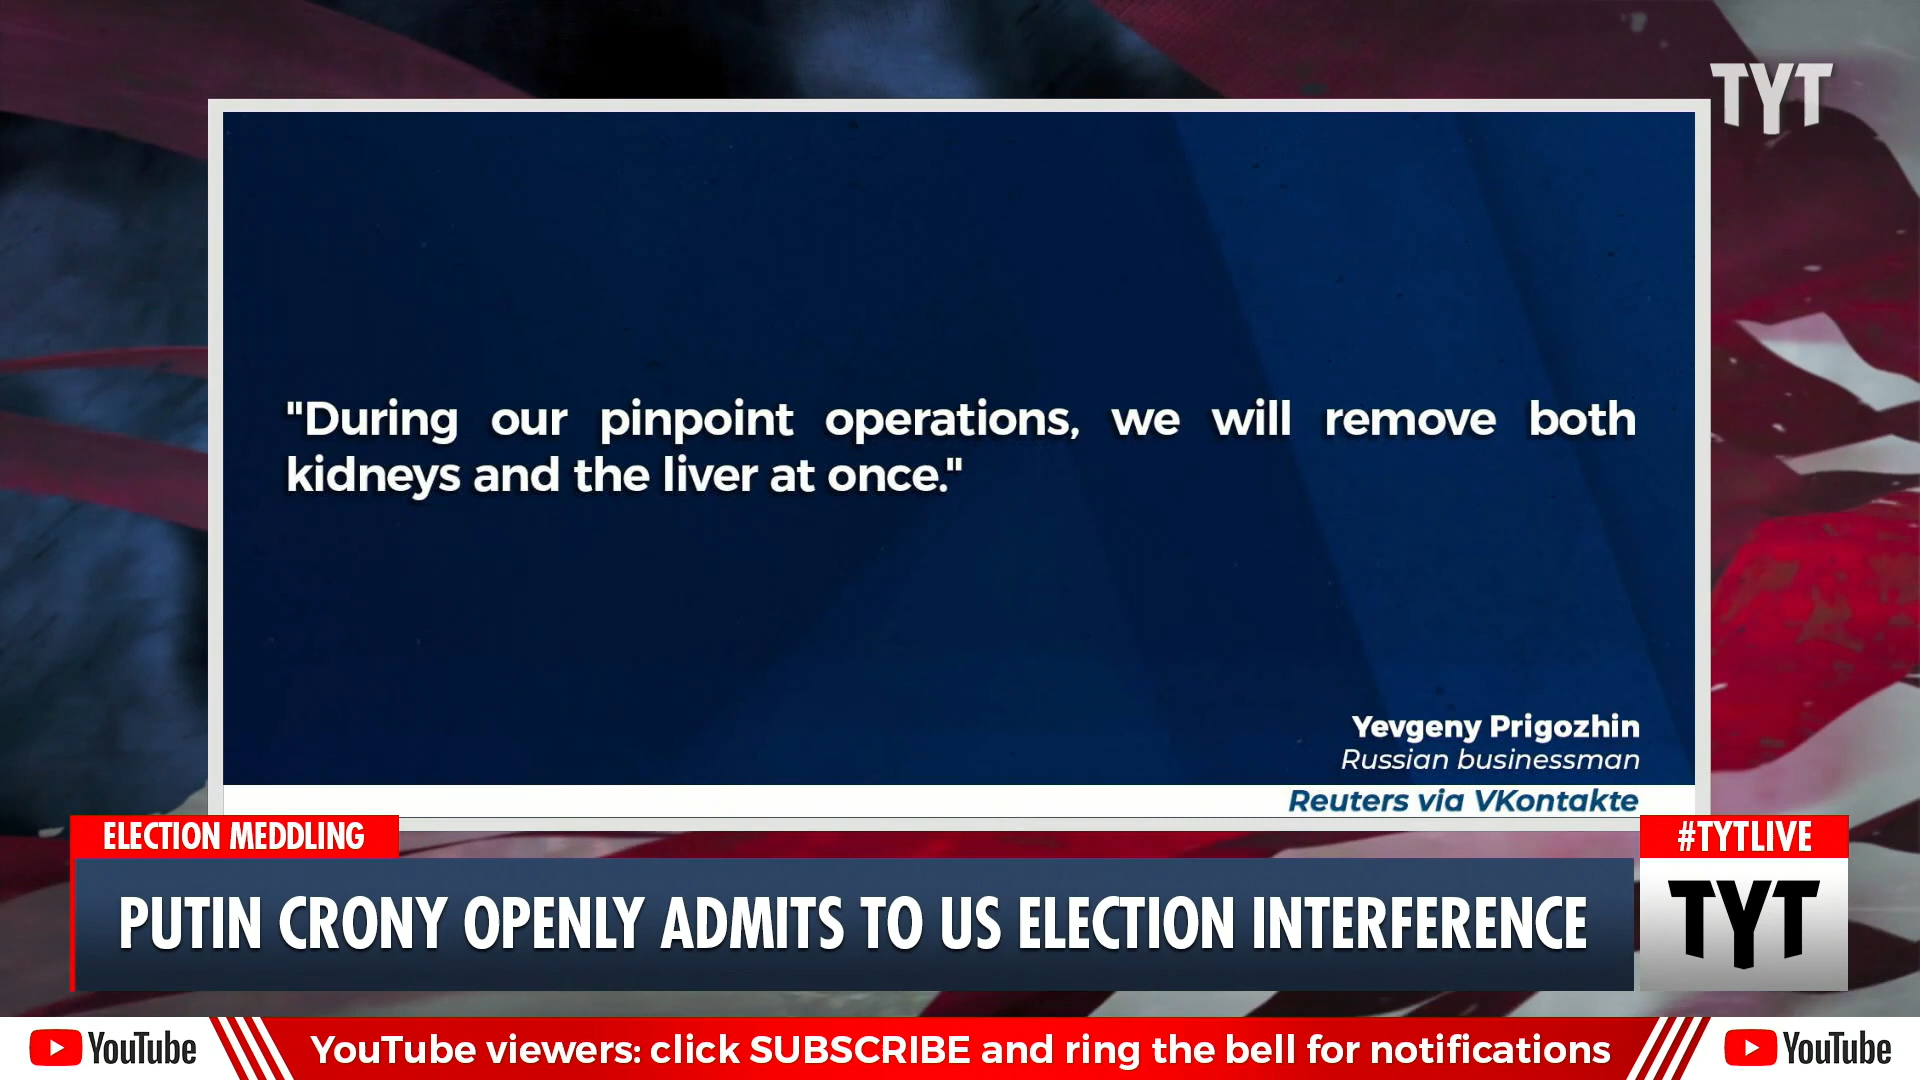 TYT
"During our pinpoint operations, we will remove both
kidneys and the liver at once."
Yevgeny Prigozhin
Russian businessman
Reuters via VKontakte
ELECTION MEDDLING
#TYTLIVE
PUTIN CRONY OPENLY ADMITS TO US ELECTION INTERFERENCE
TYT
YouTube
YouTube viewers: click SUBSCRIBE and ring the bell for notifications
YouTube